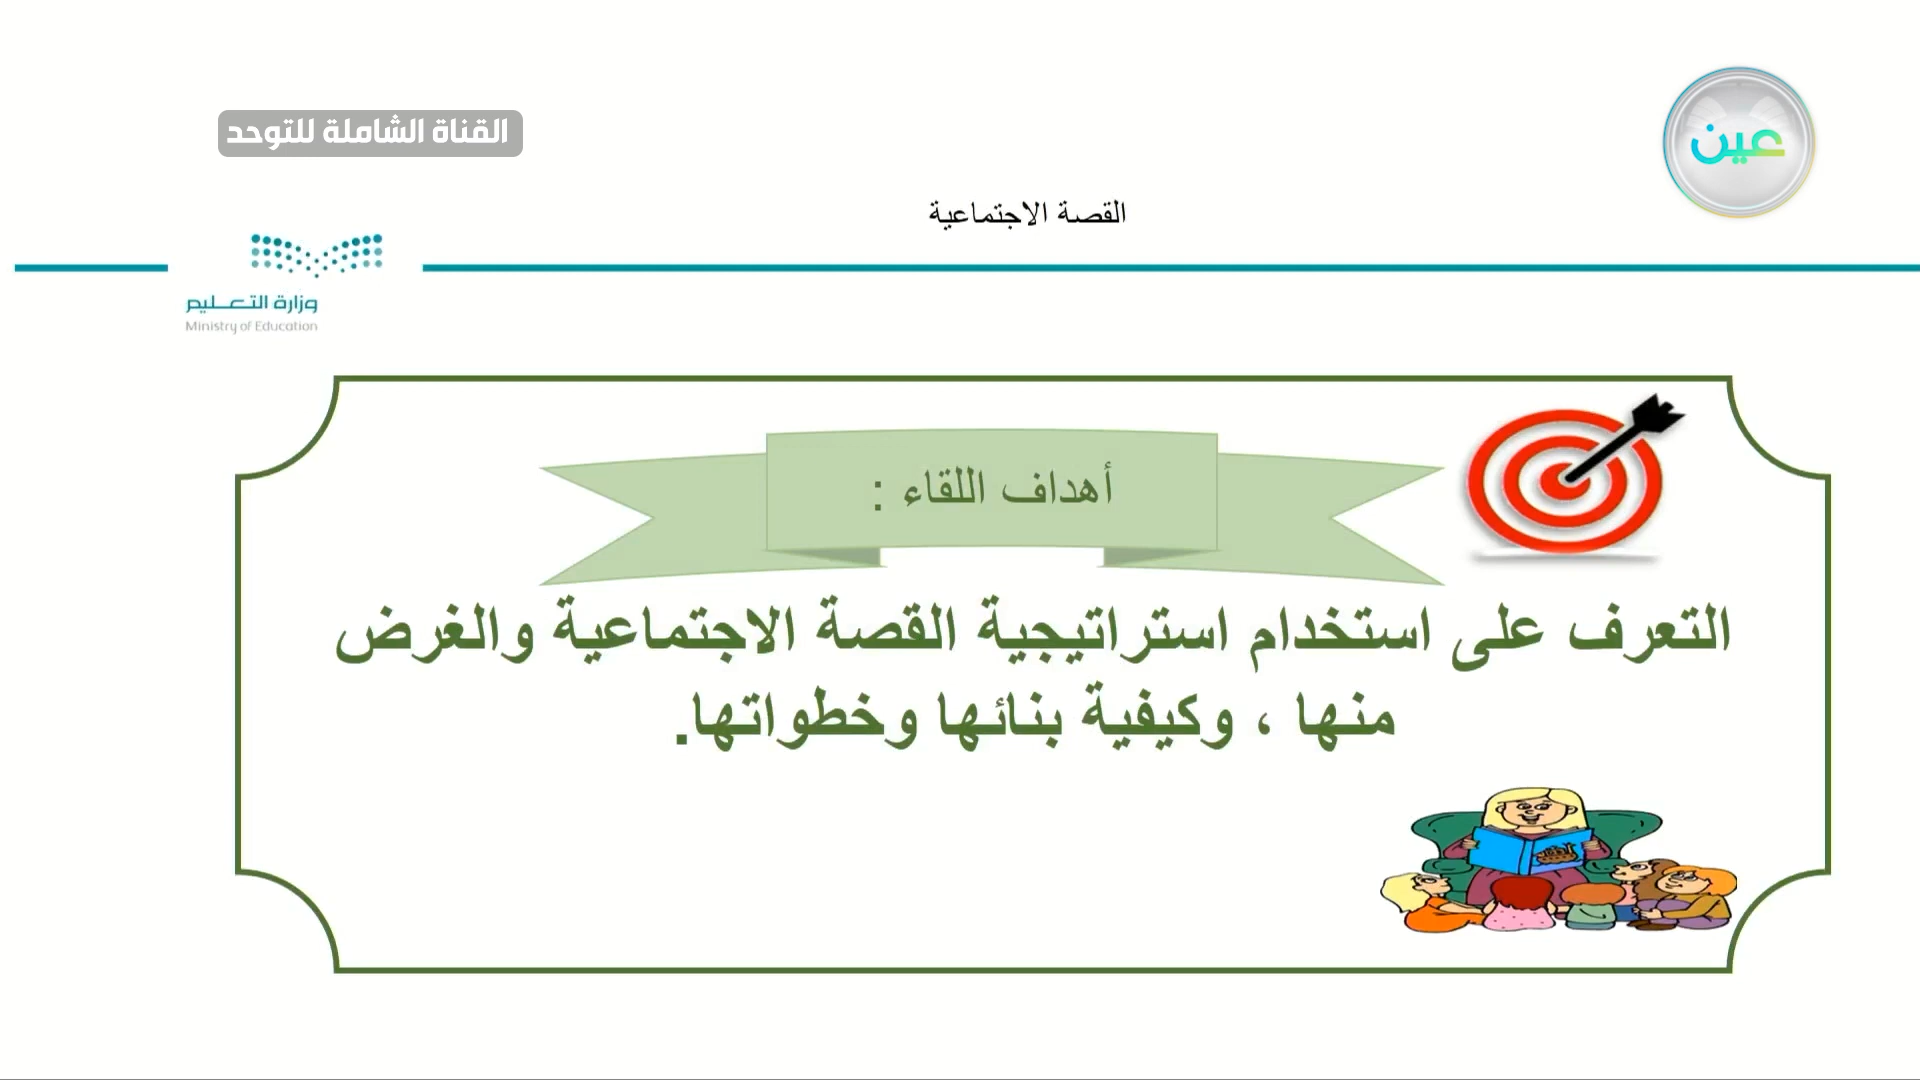 القناة الشاملة للتوحد
عين
القصة الاجتماعية
وزارة التعليم
Ministry of Education
أهداف اللقاء :
التعرف على استخدام استراتيجية القصة الاجتماعية والغرض
منها ، وكيفية بنائها وخطواتها.